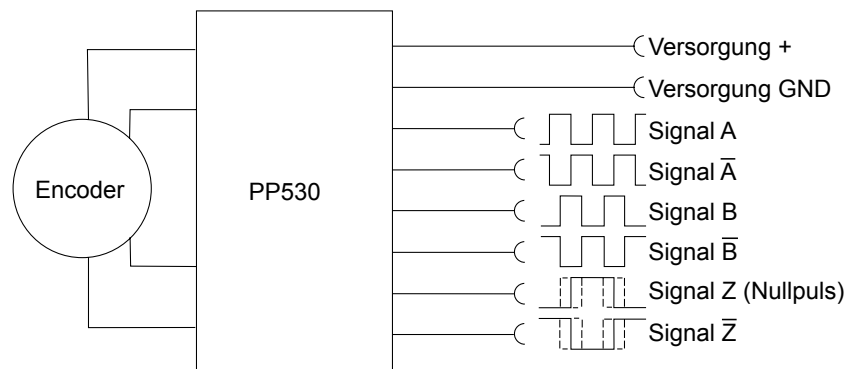 Versorgung +
Versorgung GND
Signal A
Signal A̅
Encoder
PP530
Signal B
Signal B̅
Signal Z (Nullpuls)
Signal Z̅